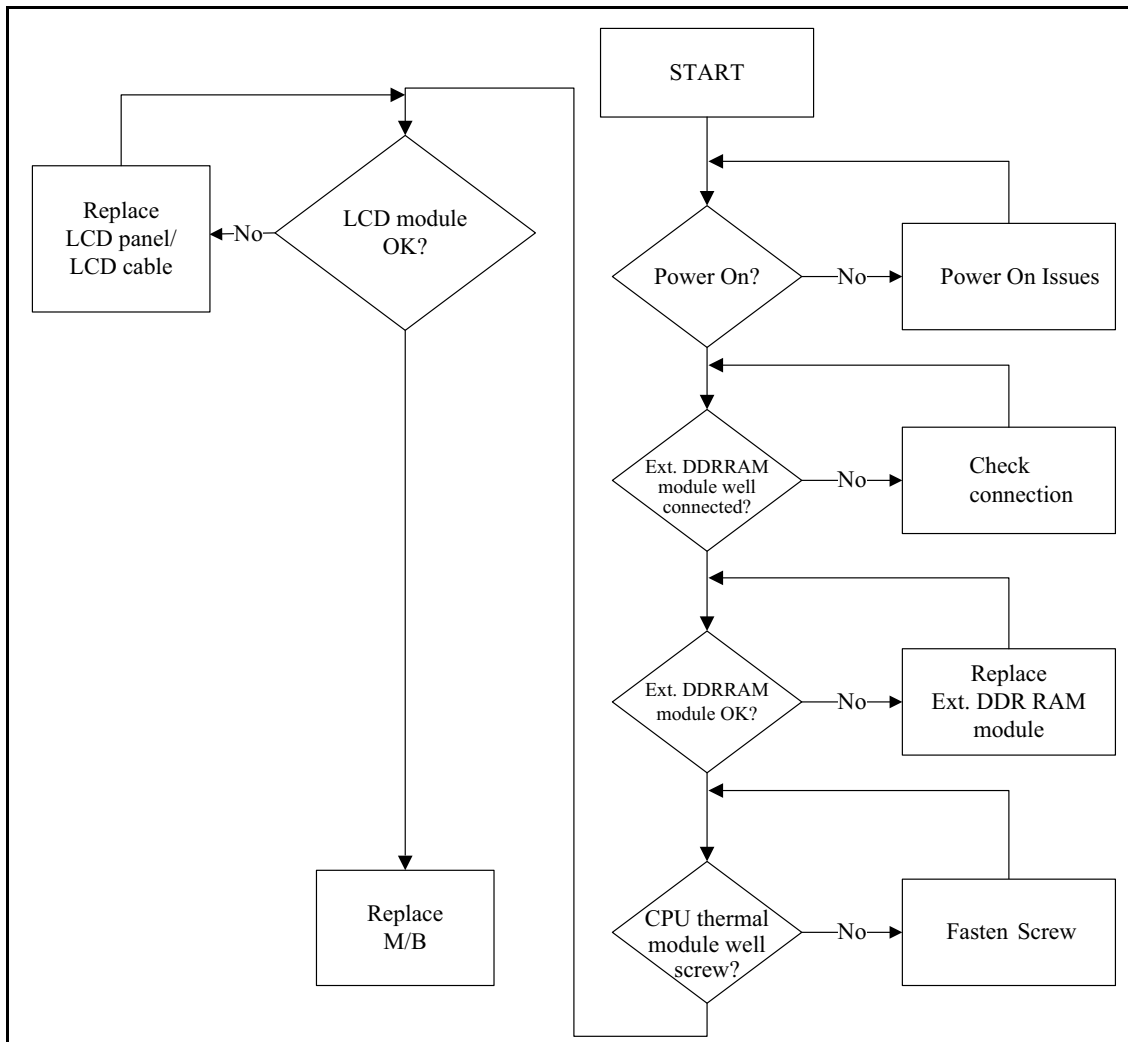 START
Power On?
No
Power On Issues
Ext. DDRRAM
module well
connected?
No
Check
connection
Ext. DDRRAM
module OK?
No
Replace
Ext. DDR RAM
module
CPU thermal
module well
screw?
No
Fasten Screw
LCD module
OK?
No
Replace
LCD panel/
LCD cable
Replace
M/B